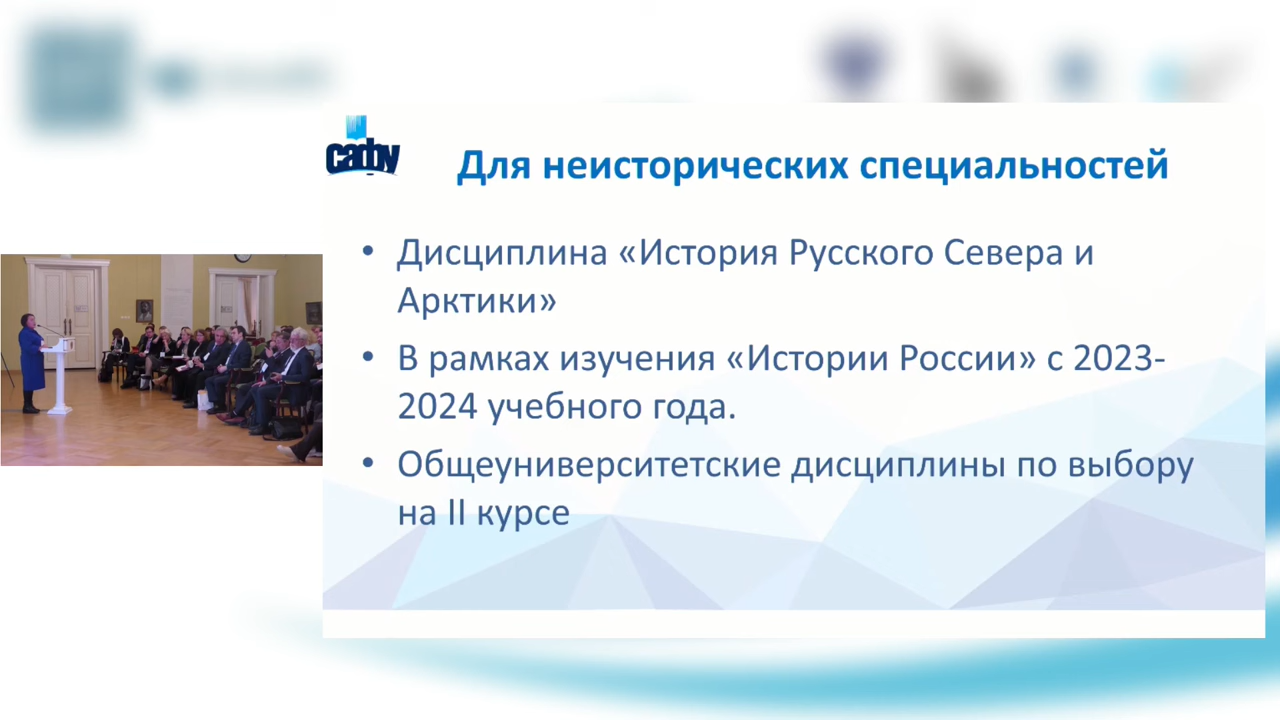 сафу
Для неисторических специальностей
• Дисциплина «История Русского Севера и
Арктики»
• В рамках изучения «Истории России» с 2023-
2024 учебного года.
• Общеуниверситетские дисциплины по выбору
на II курсе